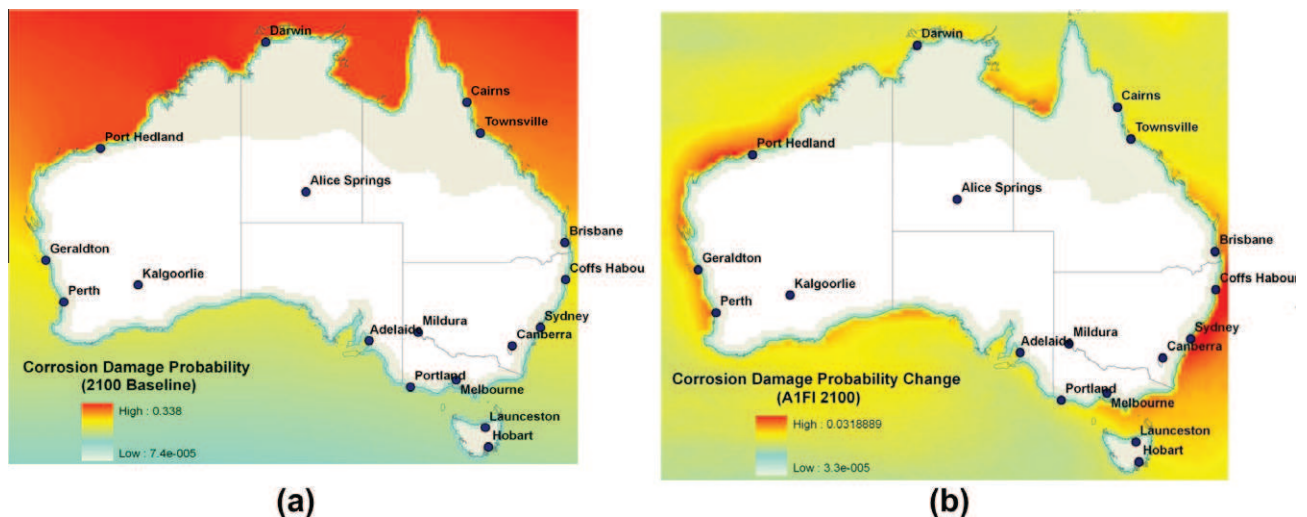 Darwin
Cairns
Townsville
Port Hedland
Alice Springs
Brisbane
Geraldton
Coffs Habou
Kalgoorlie
Perth
Sydney
Adelaide
Mildura
Canberra
Corrosion Damage Probability
(2100 Baseline)
Portland
Melbourne
High : 0.338
Launceston
Hobart
Low : 7.4e-005
(a)
Darwin
Cairns
Townsville
Port Hedland
Alice Springs
Brisbane
Geraldton
Coffs Habour
Kalgoorlie
Perth
Sydney
Adelaide
Mildura
Canberra
Corrosion Damage Probability Change
(A1FI 2100)
Portland
Melbourne
High : 0.0318889
Launceston
Hobart
Low : 3.3e-005
(b)